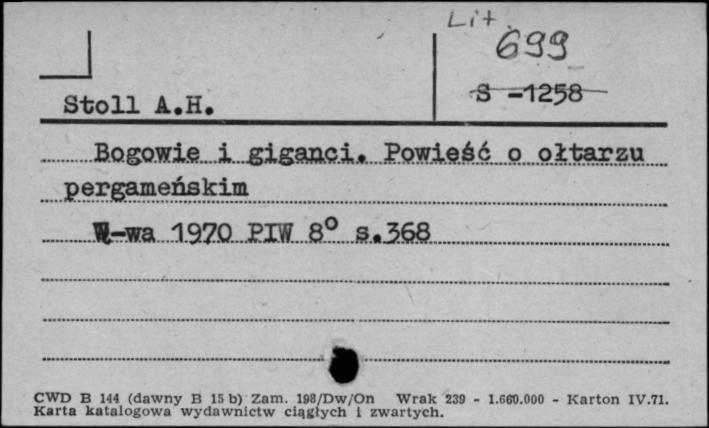 Lit.
699
S -1258
Stoll A.H.
Bogowie i giganci. Powieść o ołtarzu
pergameńskim
W-wa 1970 PIW 8° s.368
CWD B 144 (dawny B 15 b) Zam. 198/Dw/On Wrak 239 - 1.660.000 - Karton IV.71.
Karta katalogowa wydawnictw ciągłych i zwartych.